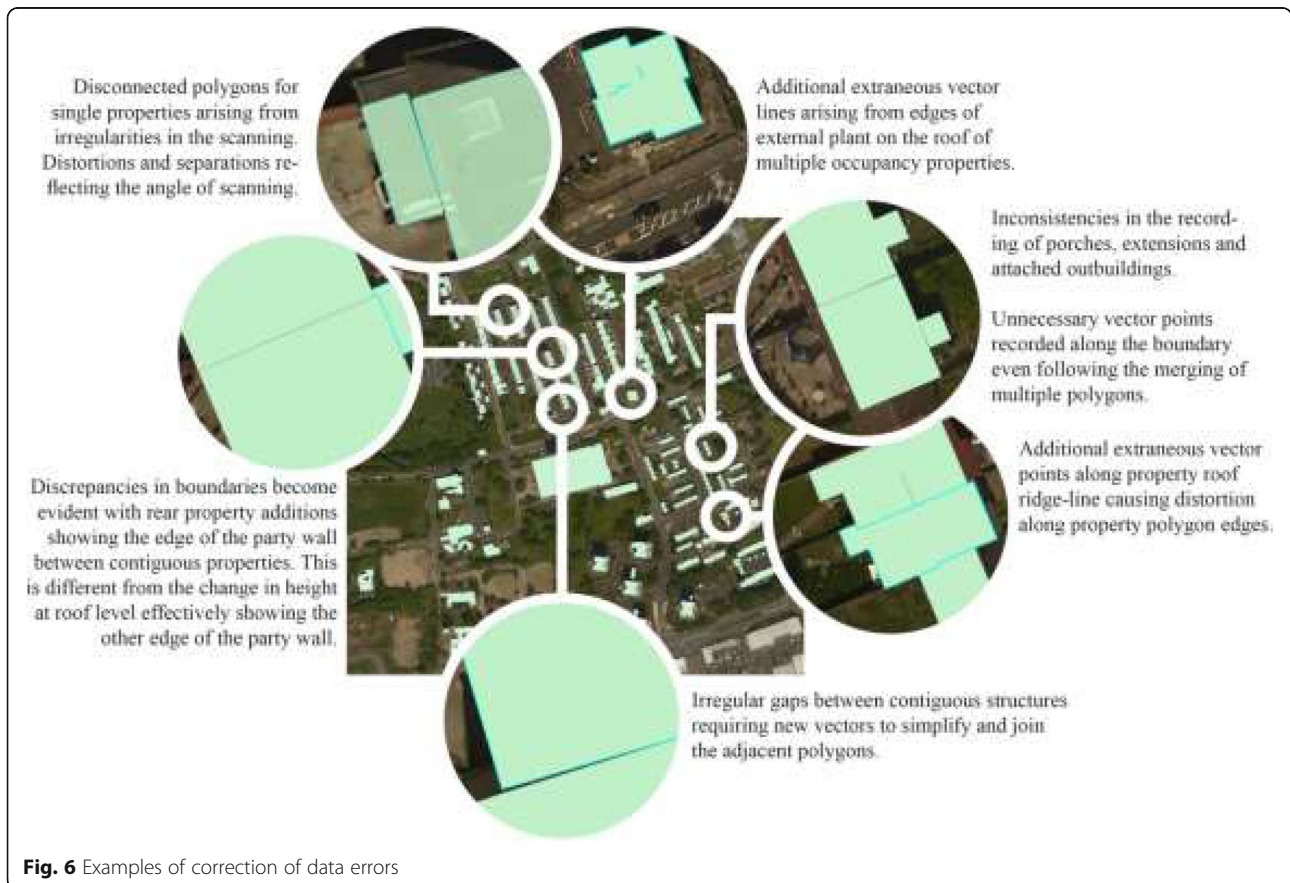 Disconnected polygons for
single properties arising from
irregularities in the scanning.
Distortions and separations re-
flecting the angle of scanning.
Additional extraneous vector
lines arising from edges of
external plant on the roof of
multiple occupancy properties.
Inconsistencies in the record-
ing of porches, extensions and
attached outbuildings.
Unnecessary vector points
recorded along the boundary
even following the merging of
multiple polygons.
Additional extraneous vector
points along property roof
ridge-line causing distortion
along property polygon edges.
Discrepancies in boundaries become
evident with rear property additions
showing the edge of the party wall
between contiguous properties. This
is different from the change in height
at roof level effectively showing the
other edge of the party wall.
Irregular gaps between contiguous structures
requiring new vectors to simplify and join
the adjacent polygons.
Fig. 6 Examples of correction of data errors